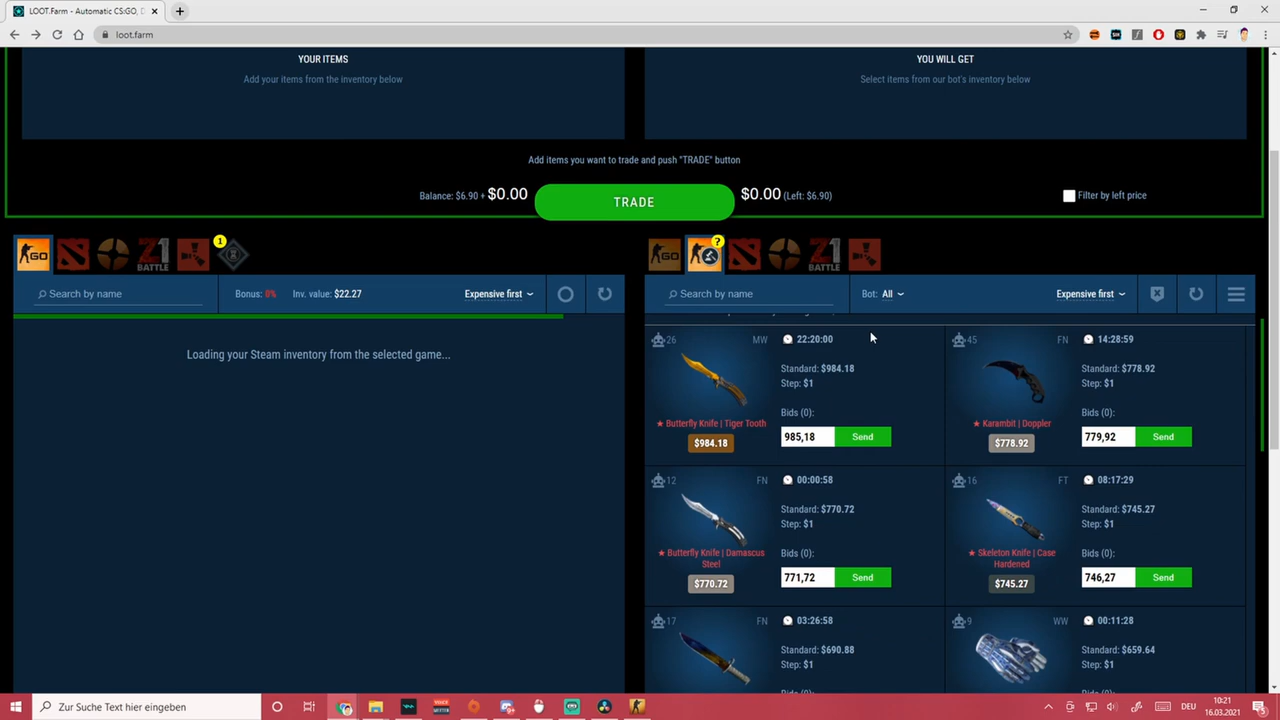 LOOT.Farm - Automatic CS:GO, D
loot.farm
YOUR ITEMS
Add your items from the inventory below
YOU WILL GET
Select items from our bot's inventory below
Add items you want to trade and push "TRADE" button
Balance: $6.90 + $0.00
TRADE
$0.00 (Left: $6.90)
Filter by left price
GO
Z1
BATTLE
1
GO
?
Z1
BATTLE
Search by name
Bonus: 0%
Inv. value: $22.27
Expensive first
Search by name
Bot: All
Expensive first
Loading your Steam inventory from the selected game...
26
MW
22:20:00
Standard: $984.18
Step: $1
Bids (0):
★ Butterfly Knife | Tiger Tooth
$984.18
985,18
Send
45
FN
14:28:59
Standard: $778.92
Step: $1
Bids (0):
★ Karambit | Doppler
$778.92
779,92
Send
12
FN
00:00:58
Standard: $770.72
Step: $1
Bids (0):
★ Butterfly Knife | Damascus
Steel
$770.72
771,72
Send
16
FT
08:17:29
Standard: $745.27
Step: $1
Bids (0):
★ Skeleton Knife | Case
Hardened
$745.27
746,27
Send
17
FN
03:26:58
Standard: $690.88
Step: $1
9
WW
00:11:28
Standard: $659.64
Step: $1
Zur Suche Text hier eingeben
DEU
10:21
16.03.2021
5